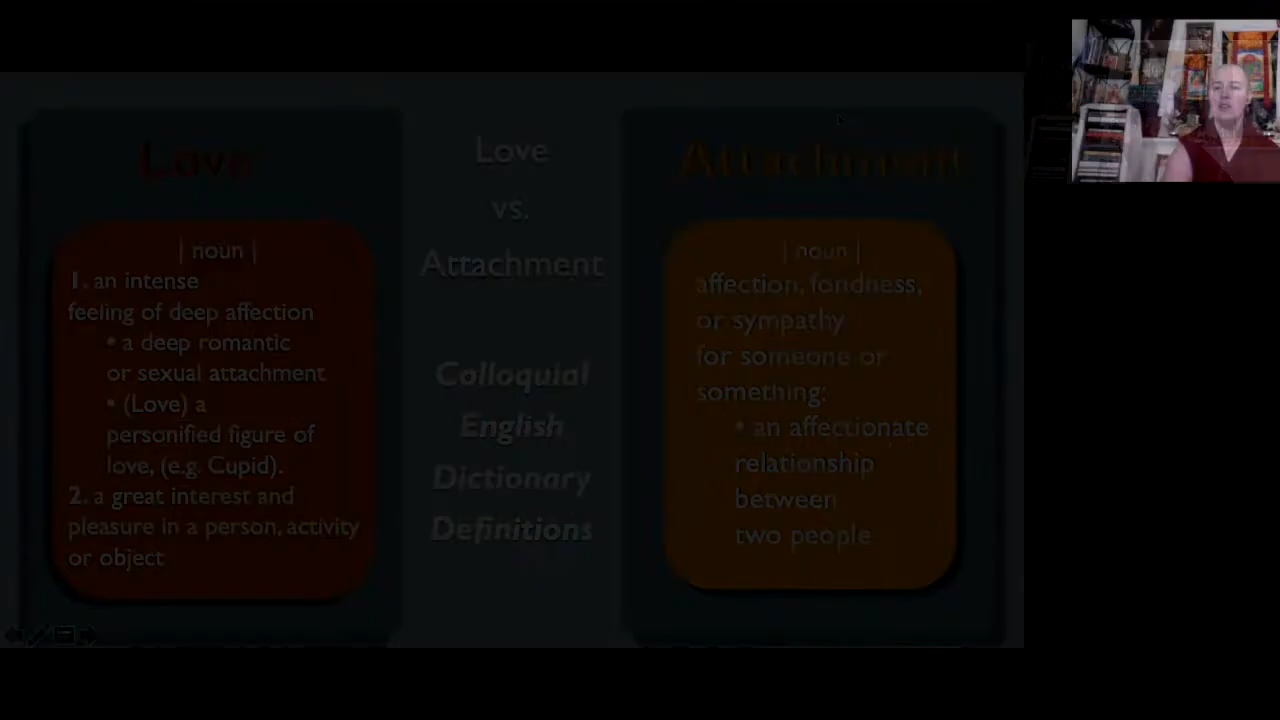 Love
| noun |
1. an intense
feeling of deep affection
• a deep romantic
or sexual attachment
• (Love) a
personified figure of
love, (e.g. Cupid).
2. a great interest and
pleasure in a person, activity
or object
Love
vs.
Attachment
Colloquial
English
Dictionary
Definitions
Attachment
| noun |
affection, fondness,
or sympathy
for someone or
something:
• an affectionate
relationship
between
two people